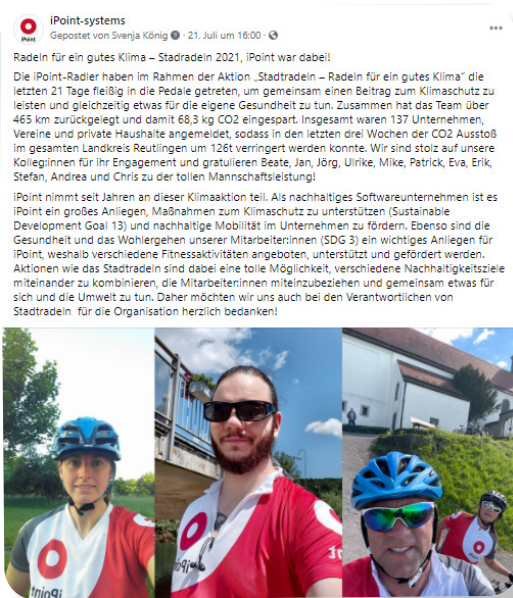 iPoint-systems
Gepostet von Svenja König · 21. Juli um 16:00 ·
iPoint
Radeln für ein gutes Klima – Stadradeln 2021, iPoint war dabei!
Die iPoint-Radler haben im Rahmen der Aktion „Stadtradeln – Radeln für ein gutes Klima" die
letzten 21 Tage fleißig in die Pedale getreten, um gemeinsam einen Beitrag zum Klimaschutz zu
leisten und gleichzeitig etwas für die eigene Gesundheit zu tun. Zusammen hat das Team über
465 km zurückgelegt und damit 68,3 kg CO2 eingespart. Insgesamt waren 137 Unternehmen,
Vereine und private Haushalte angemeldet, sodass in den letzten drei Wochen der CO2 Ausstoß
im gesamten Landkreis Reutlingen um 126t verringert werden konnte. Wir sind stolz auf unsere
Kolleg:innen für ihr Engagement und gratulieren Beate, Jan, Jörg, Ulrike, Mike, Patrick, Eva, Erik,
Stefan, Andrea und Chris zu der tollen Mannschaftsleistung!
iPoint nimmt seit Jahren an dieser Klimaaktion teil. Als nachhaltiges Softwareunternehmen ist es
iPoint ein großes Anliegen, Maßnahmen zum Klimaschutz zu unterstützen (Sustainable
Development Goal 13) und nachhaltige Mobilität im Unternehmen zu fördern. Ebenso sind die
Gesundheit und das Wohlergehen unserer Mitarbeiter:innen (SDG 3) ein wichtiges Anliegen für
iPoint, weshalb verschiedene Fitnessaktivitäten angeboten, unterstützt und gefördert werden.
Aktionen wie das Stadtradeln sind dabei eine tolle Möglichkeit, verschiedene Nachhaltigkeitsziele
miteinander zu kombinieren, die Mitarbeiter:innen miteinzubeziehen und gemeinsam etwas für
sich und die Umwelt zu tun. Daher möchten wir uns auch bei den Verantwortlichen von
Stadtradeln für die Organisation herzlich bedanken!
iPoint
iPoint
iPoint